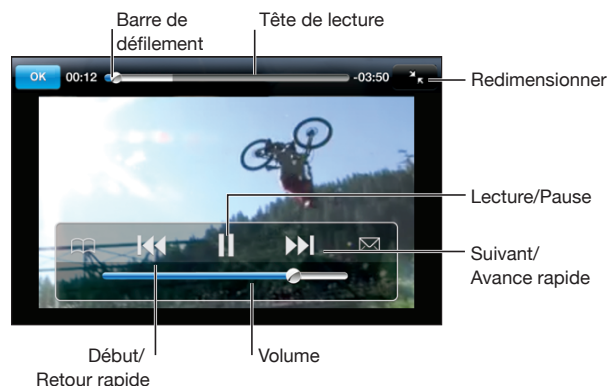 Barre de
défilement
Tête de lecture
OK
00:12
-03:50
Redimensionner
Lecture/Pause
Suivant/
Avance rapide
Début/
Retour rapide
Volume